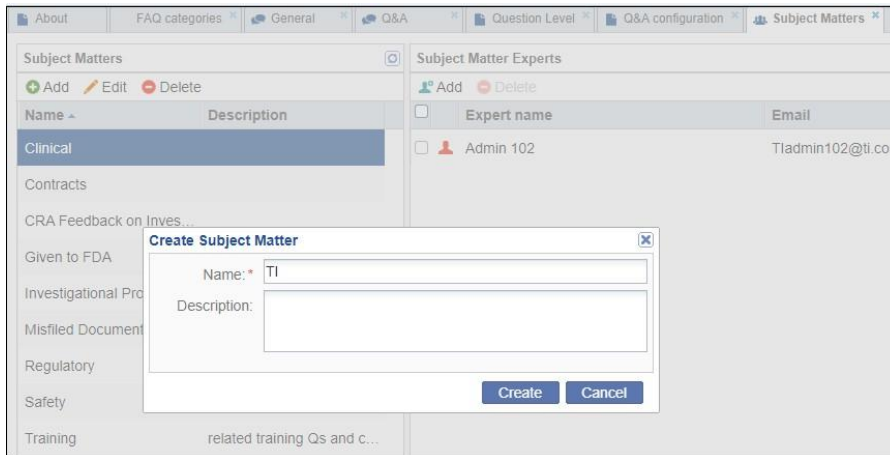 About FAQ categories General Q&A Question Level Q&A configuration Subject Matters
Subject Matters
Add Edit Delete
Name Description
Clinical
Contracts
CRA Feedback on Inves...
Given to FDA
Investigational Pro
Misfiled Document
Regulatory
Safety
Training related training Qs and c...
Subject Matter Experts
Add Delete
Expert name Email
Admin 102 TIadmin102@ti.co
Create Subject Matter
Name:* TI
Description:
Create Cancel